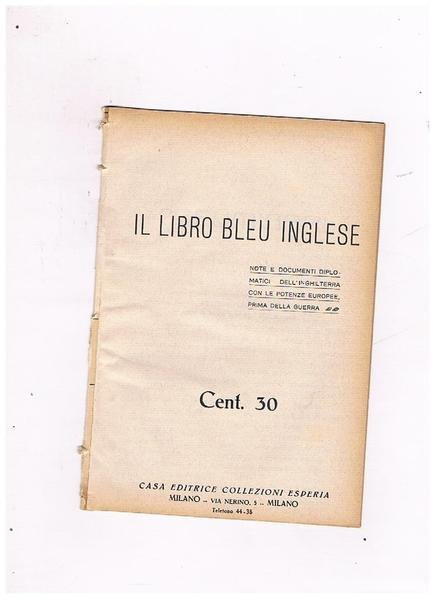 IL LIBRO BLEU INGLESE
NOTE E DOCUMENTI DIPLO-
MATICI DELL'INGHILTERRA
CON LE POTENZE EUROPEE,
PRIMA DELLA GUERRA
Cent. 30
CASA EDITRICE COLLEZIONI ESPERIA
MILANO -- VIA NERINO, 5 -- MILANO
Telefono 44-38